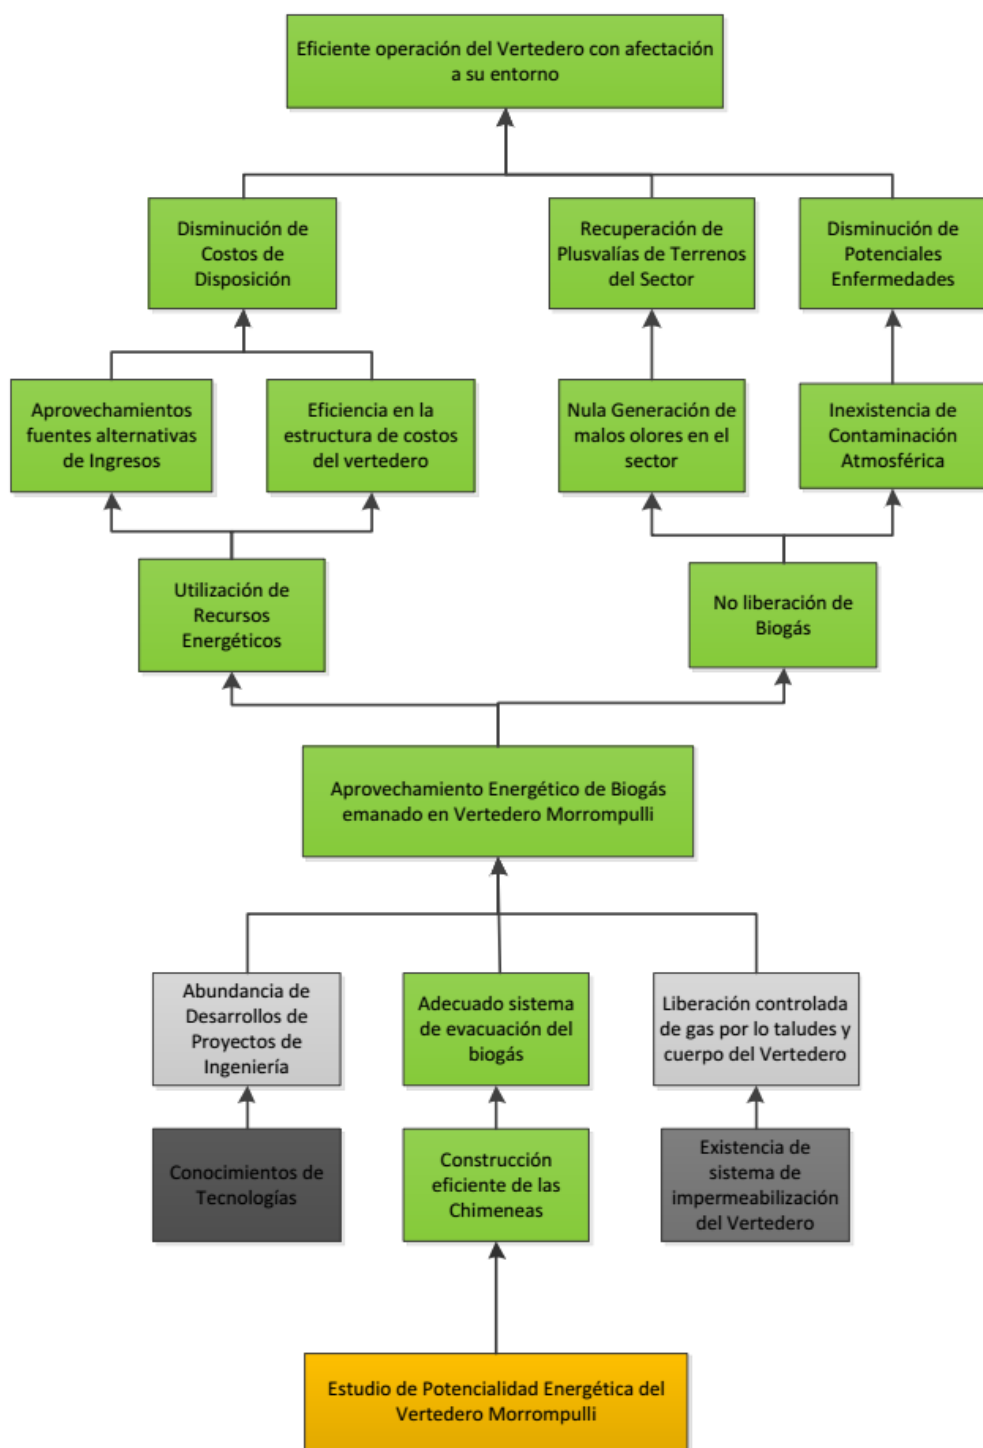 Eficiente operación del Vertedero con afectación
a su entorno
Disminución de
Costos de
Disposición
Recuperación de
Plusvalías de Terrenos
del Sector
Disminución de
Potenciales
Enfermedades
Aprovechamientos
fuentes alternativas
de Ingresos
Eficiencia en la
estructura de costos
del vertedero
Nula Generación de
malos olores en el
sector
Inexistencia de
Contaminación
Atmosférica
Utilización de
Recursos
Energéticos
No liberación de
Biogás
Aprovechamiento Energético de Biogás
emanado en Vertedero Morrompulli
Abundancia de
Desarrollos de
Proyectos de
Ingeniería
Adecuado sistema
de evacuación del
biogás
Liberación controlada
de gas por lo taludes y
cuerpo del Vertedero
Conocimientos de
Tecnologías
Construcción
eficiente de las
Chimeneas
Existencia de
sistema de
impermeabilización
del Vertedero
Estudio de Potencialidad Energética del
Vertedero Morrompulli